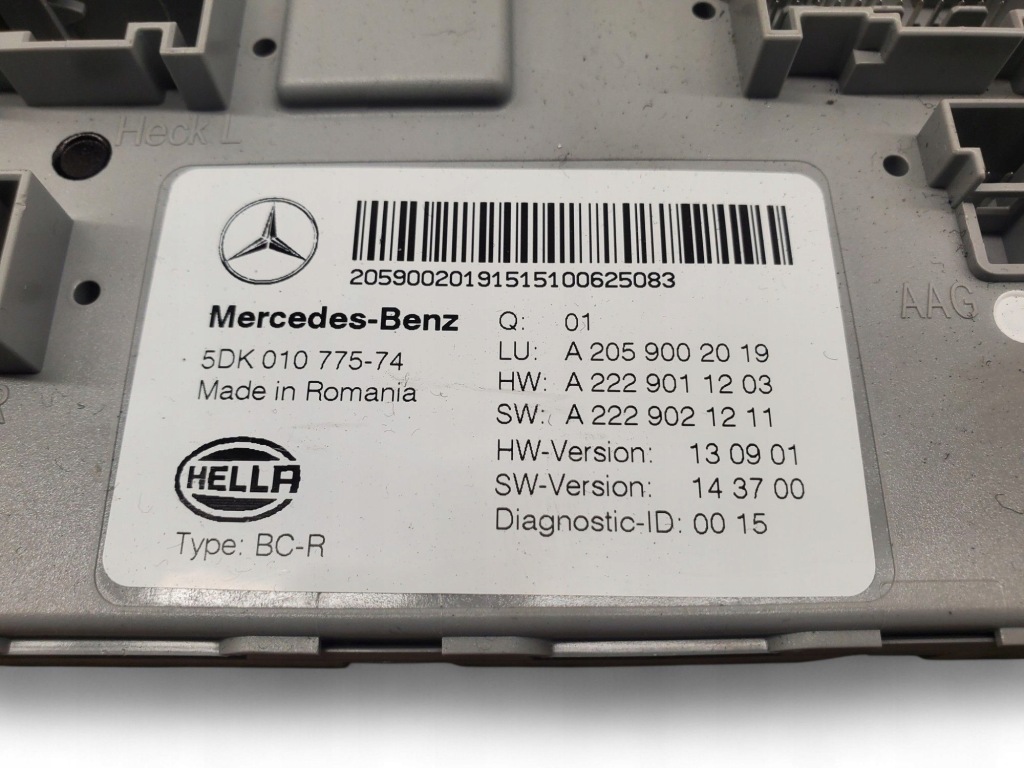 Heck L
20590020191515100625083
Mercedes-Benz
5DK 010 775-74
Made in Romania
HELLA
Type: BC-R
Q: 01
LU: A 205 900 20 19
HW: A 222 901 12 03
SW: A 222 902 12 11
HW-Version: 13 09 01
SW-Version: 14 37 00
Diagnostic-ID: 00 15
AAG
R